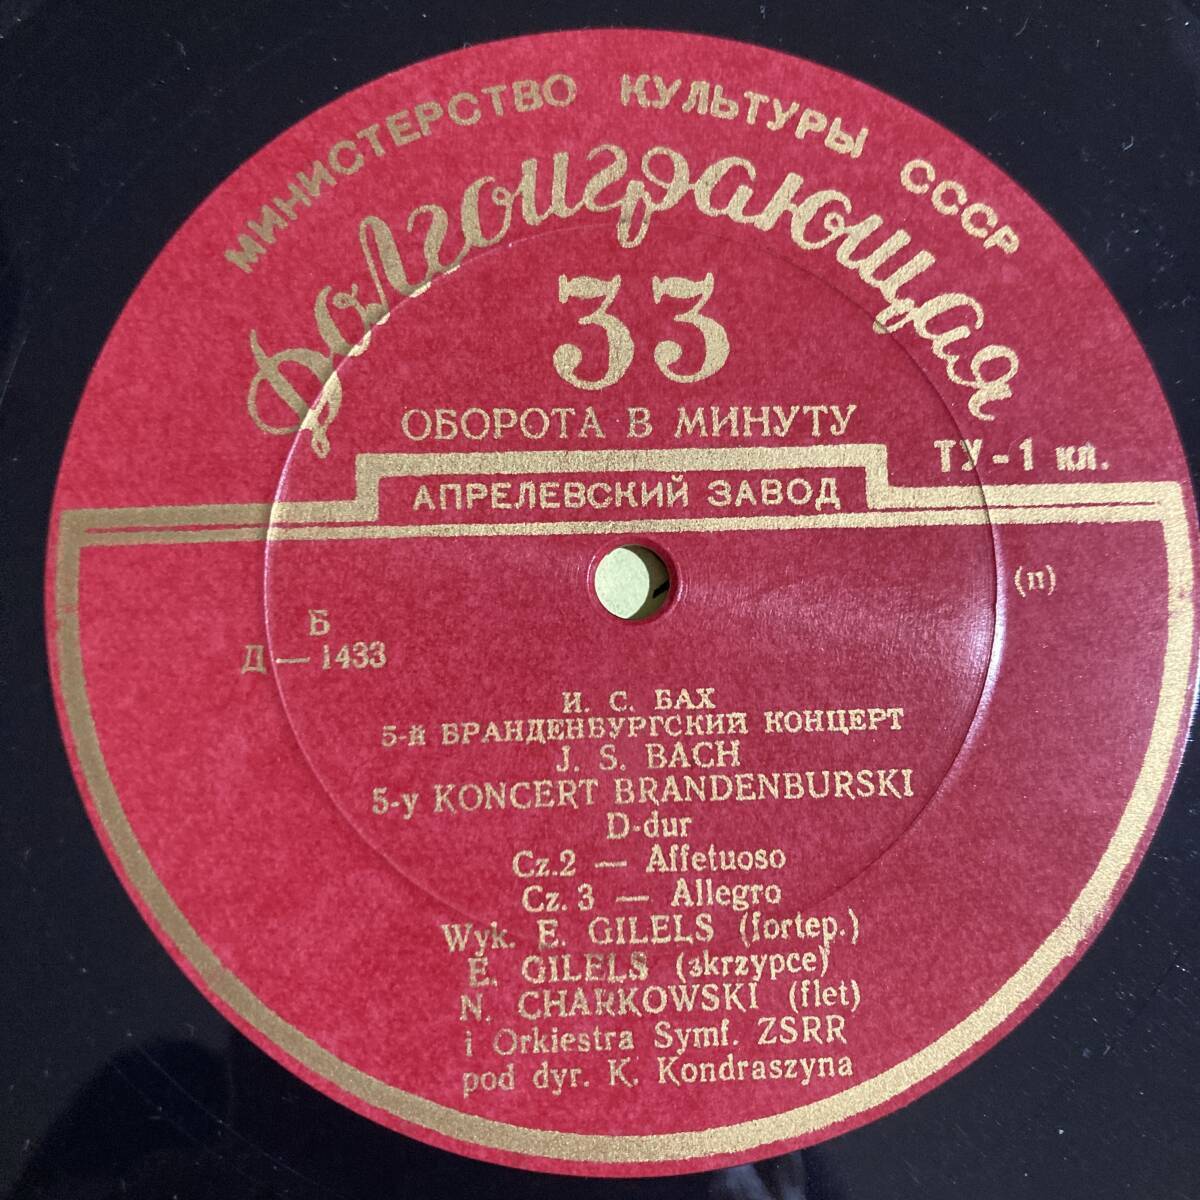 МИНИСТЕРСТВО КУЛЬТУРЫ СССР
Долгоиграющая
33
ОБОРОТА В МИНУТУ
ТУ-1 кл.
АПРЕЛЕВСКИЙ ЗАВОД
(п)
Б
Д — 1433
И. С. БАХ
5-й БРАНДЕНБУРГСКИЙ КОНЦЕРТ
J. S. BACH
5-y KONCERT BRANDENBURSKI
D-dur
Cz.2 — Affetuoso
Cz. 3 — Allegro
Wyk. E. GILELS (fortep.)
E. GILELS (skrzypce)
N. CHARKOWSKI (flet)
i Orkiestra Symf. ZSRR
pod dyr. K. Kondraszyna